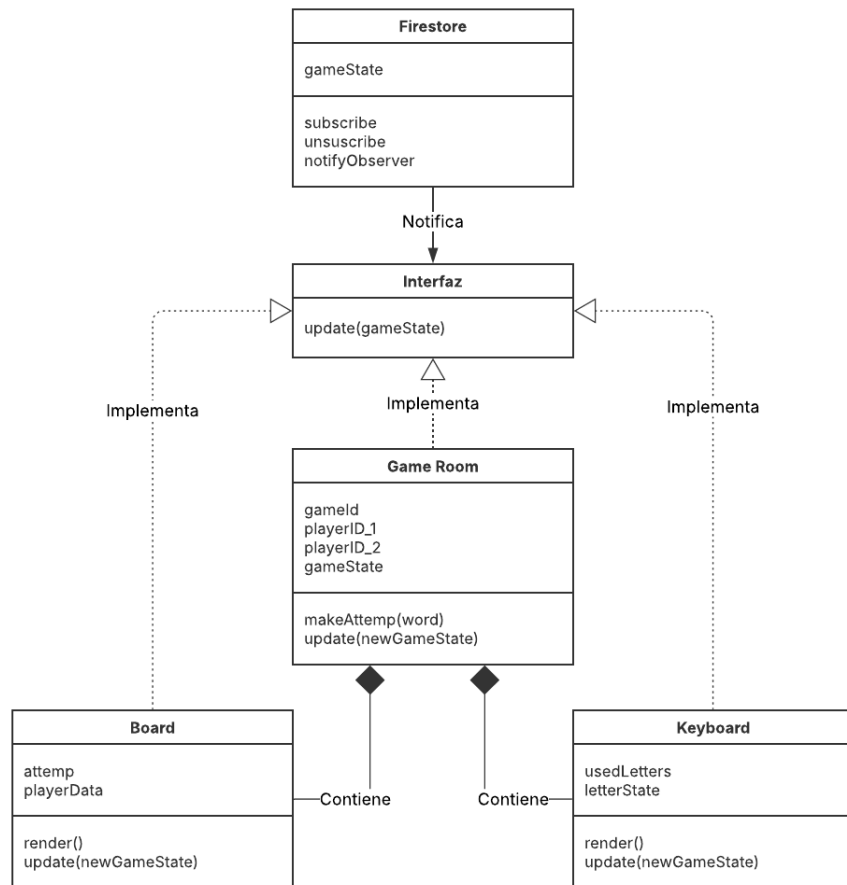 Firestore
gameState
subscribe
unsuscribe
notifyObserver
Notifica
Interfaz
update(gameState)
Implementa
Implementa
Implementa
Game Room
gameId
playerID_1
playerID_2
gameState
makeAttemp(word)
update(newGameState)
Board
attemp
playerData
render()
update(newGameState)
Contiene
Contiene
Keyboard
usedLetters
letterState
render()
update(newGameState)